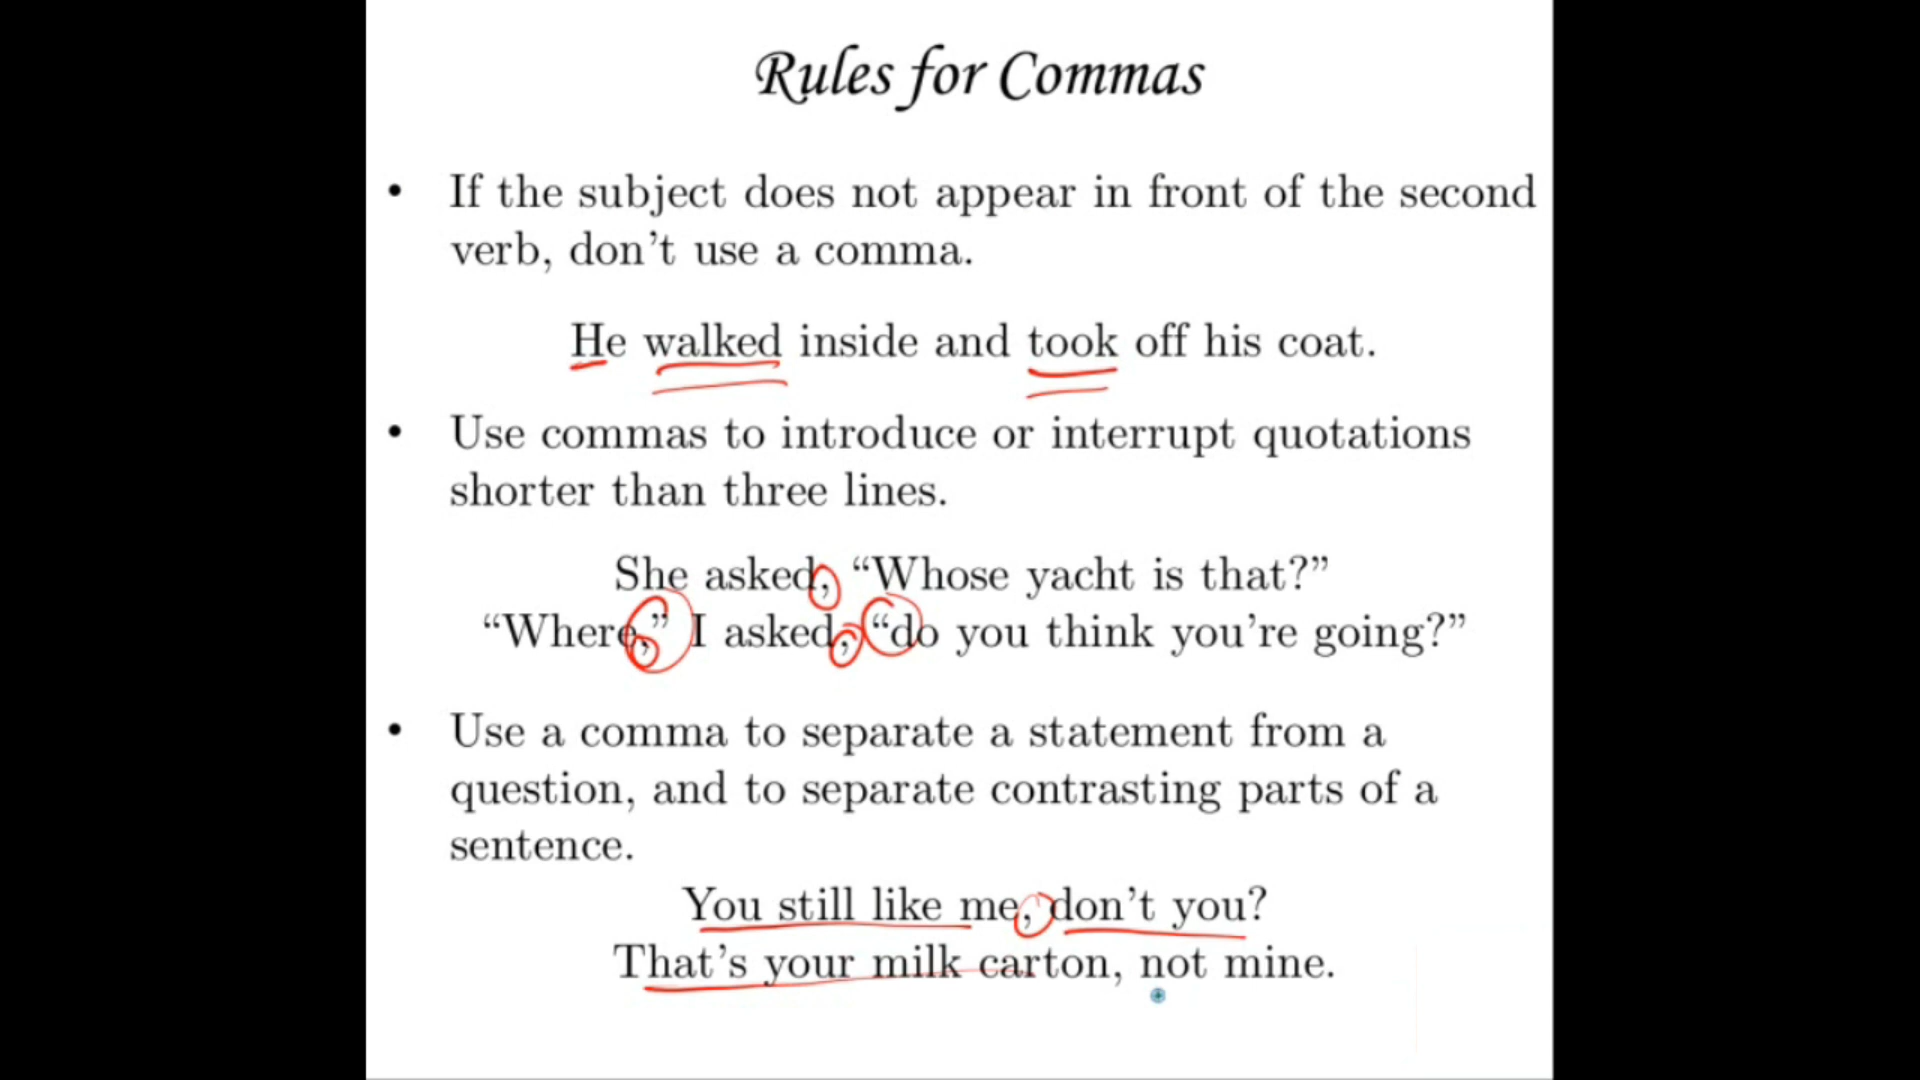 Rules for Commas
• If the subject does not appear in front of the second
verb, don’t use a comma.
He walked inside and took off his coat.
• Use commas to introduce or interrupt quotations
shorter than three lines.
She asked, “Whose yacht is that?”
“Where,” I asked, “do you think you’re going?”
• Use a comma to separate a statement from a
question, and to separate contrasting parts of a
sentence.
You still like me, don’t you?
That’s your milk carton, not mine.